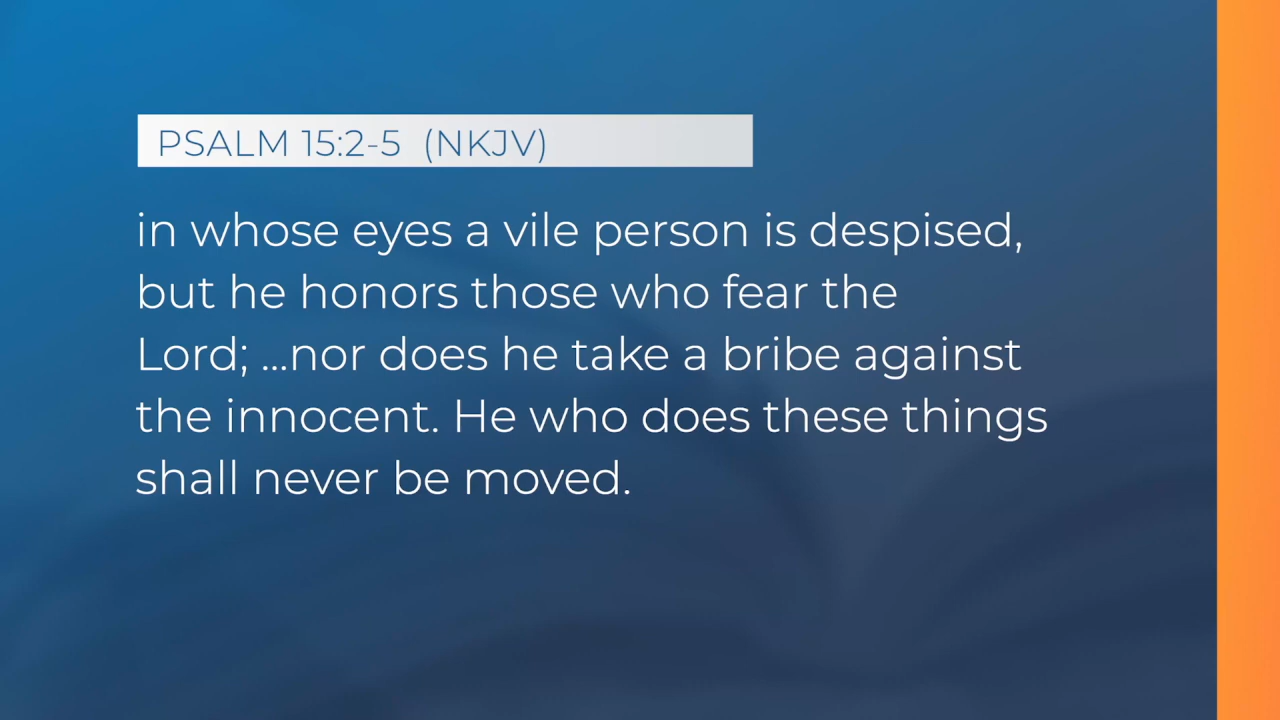 PSALM 15:2-5 (NKJV)
in whose eyes a vile person is despised,
but he honors those who fear the
Lord; ...nor does he take a bribe against
the innocent. He who does these things
shall never be moved.